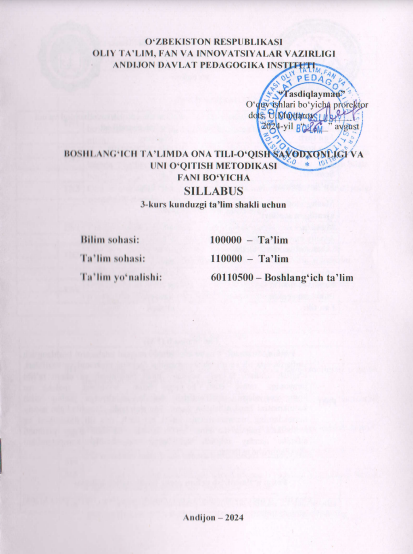 O‘ZBEKISTON RESPUBLIKASI
OLIY TA’LIM, FAN VA INNOVATSIYALAR VAZIRLIGI
ANDIJON DAVLAT PEDAGOGIKA INSTITUTI
“Tasdiqlayman”
O‘quv ishlari bo‘yicha prorektor
dots.
2024-yil avgust
BOSHLANG‘ICH TA’LIMDA ONA TILI-O‘QISH SAVODXONLIGI VA
UNI O‘QITISH METODIKASI
FANI BO‘YICHA
SILLABUS
3-kurs kunduzgi ta’lim shakli uchun
Bilim sohasi: 100000 – Ta’lim
Ta’lim sohasi: 110000 – Ta’lim
Ta’lim yo‘nalishi: 60110500 – Boshlang‘ich ta’lim
Andijon – 2024